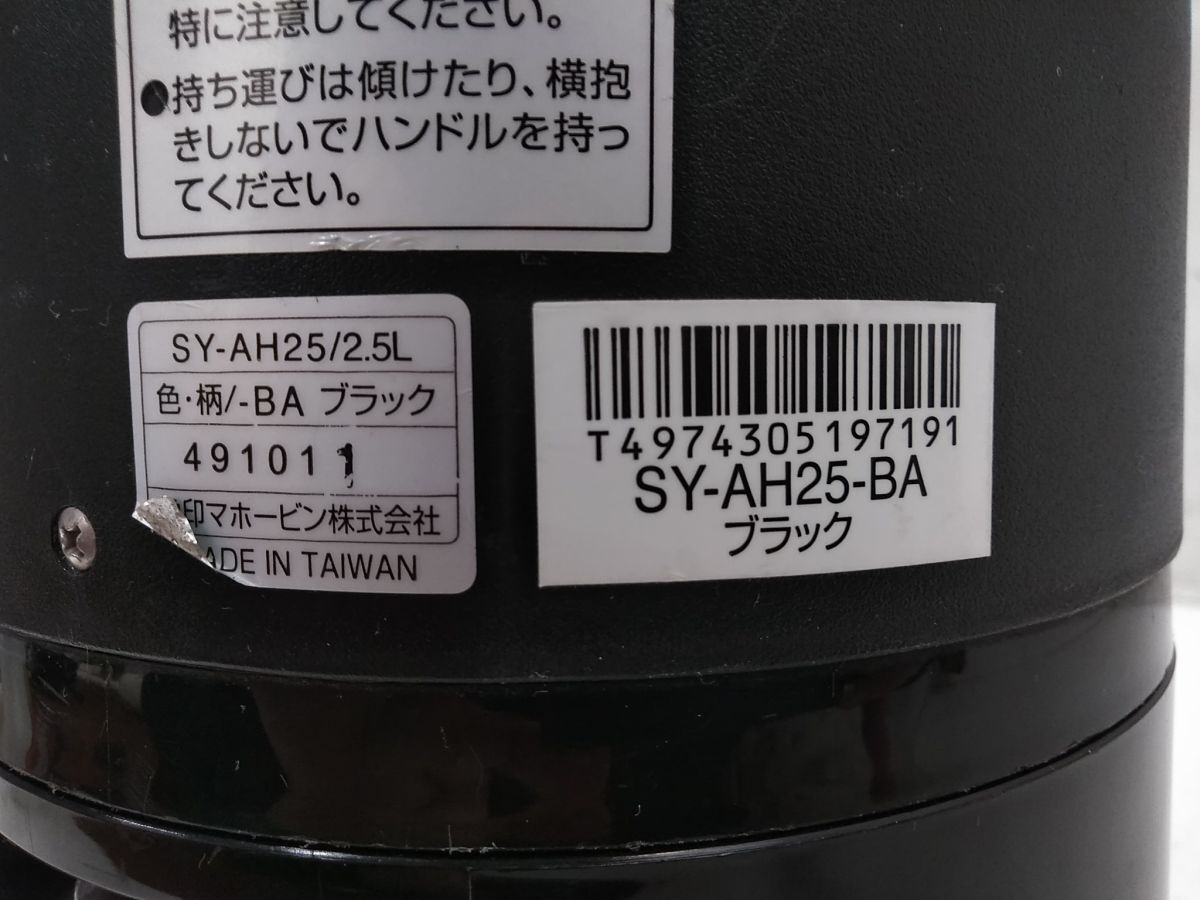 特に注意してください。
●持ち運びは傾けたり、横抱
きしないでハンドルを持っ
てください。
SY-AH25/2.5L
色・柄/-BA ブラック
491011
印マホービン株式会社
ADE IN TAIWAN
T4974305197191
SY-AH25-BA
ブラック